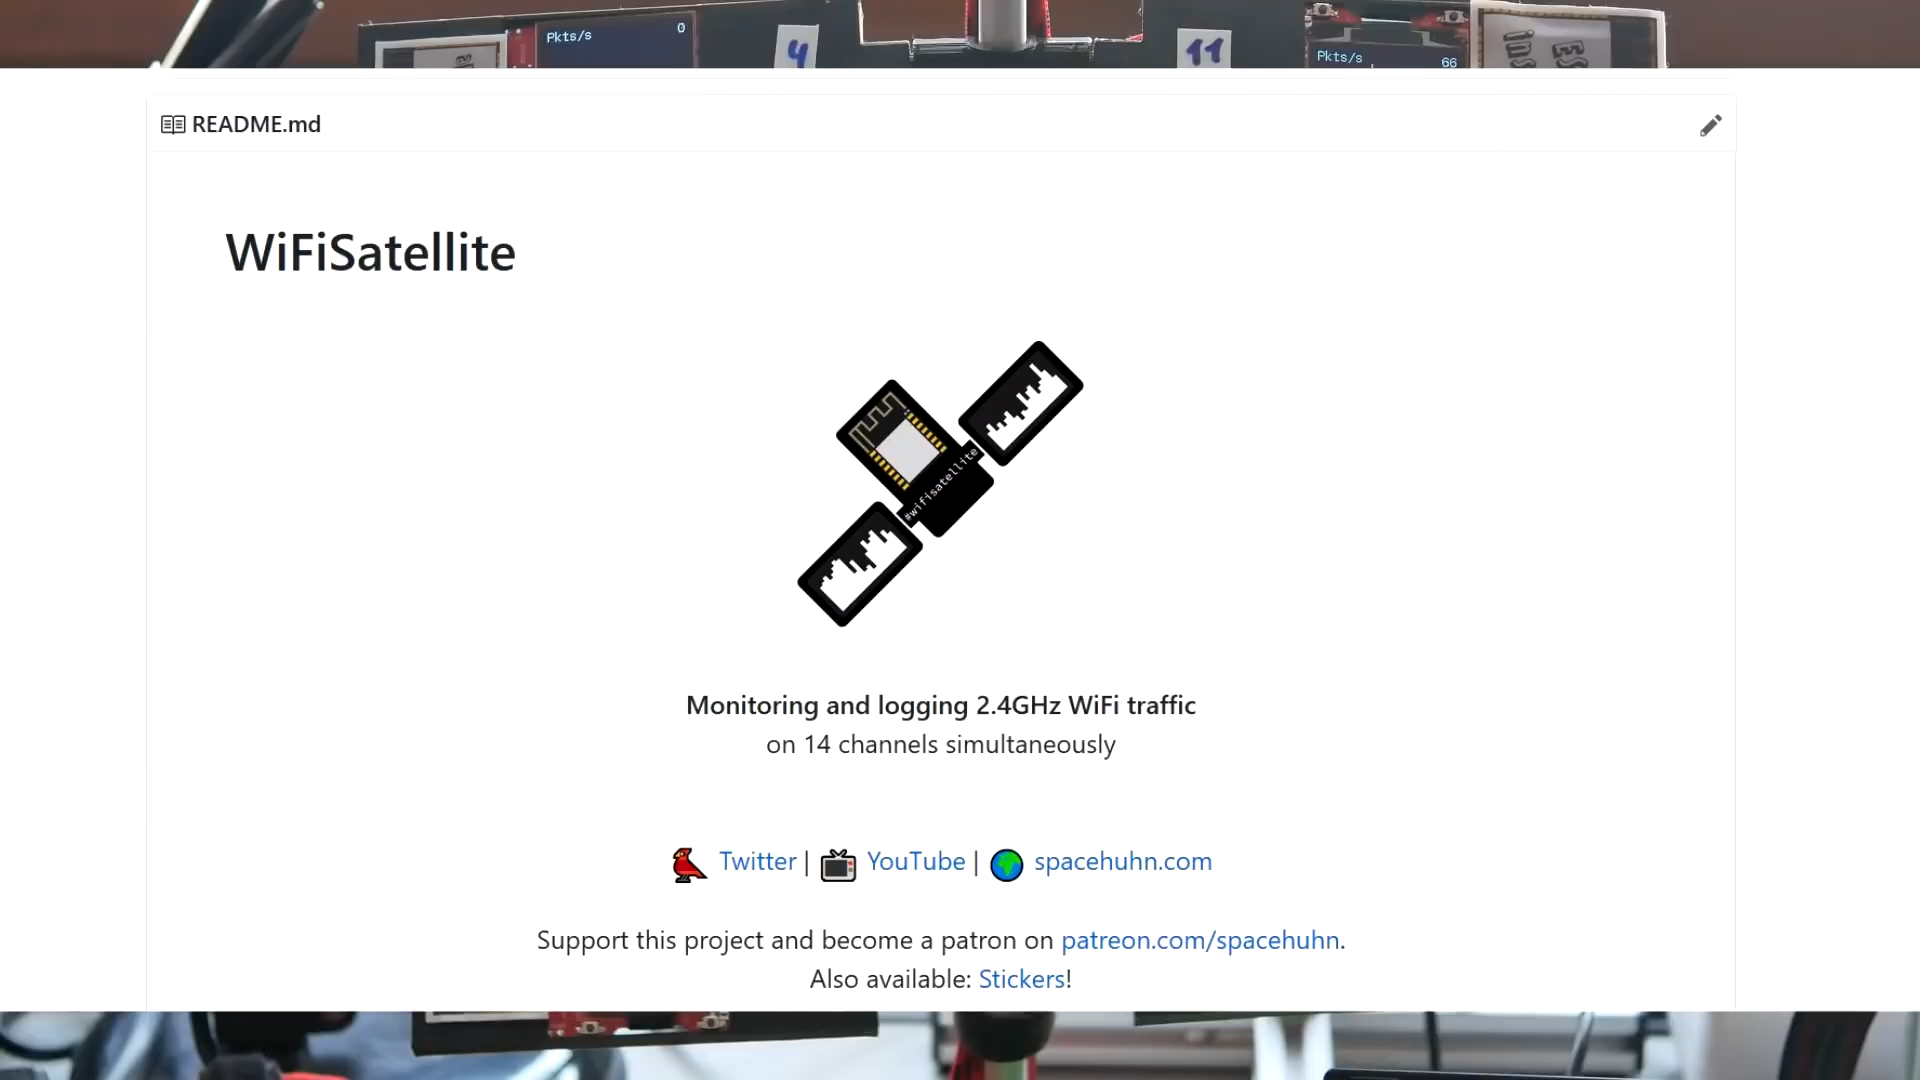 Pkts/s 0
4
11
Pkts/s 66
README.md
WiFiSatellite
#wifisatellite
Monitoring and logging 2.4GHz WiFi traffic
on 14 channels simultaneously
Twitter | YouTube | spacehuhn.com
Support this project and become a patron on patreon.com/spacehuhn.
Also available: Stickers!